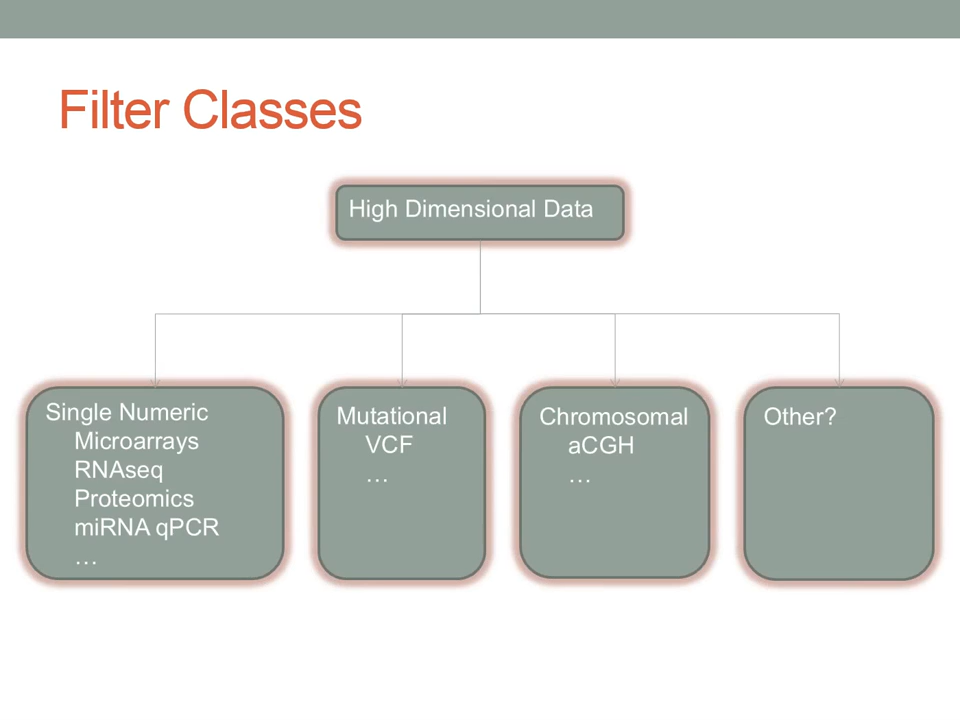 Filter Classes
High Dimensional Data
Single Numeric
Microarrays
RNAseq
Proteomics
miRNA qPCR
…
Mutational
VCF
…
Chromosomal
aCGH
…
Other?